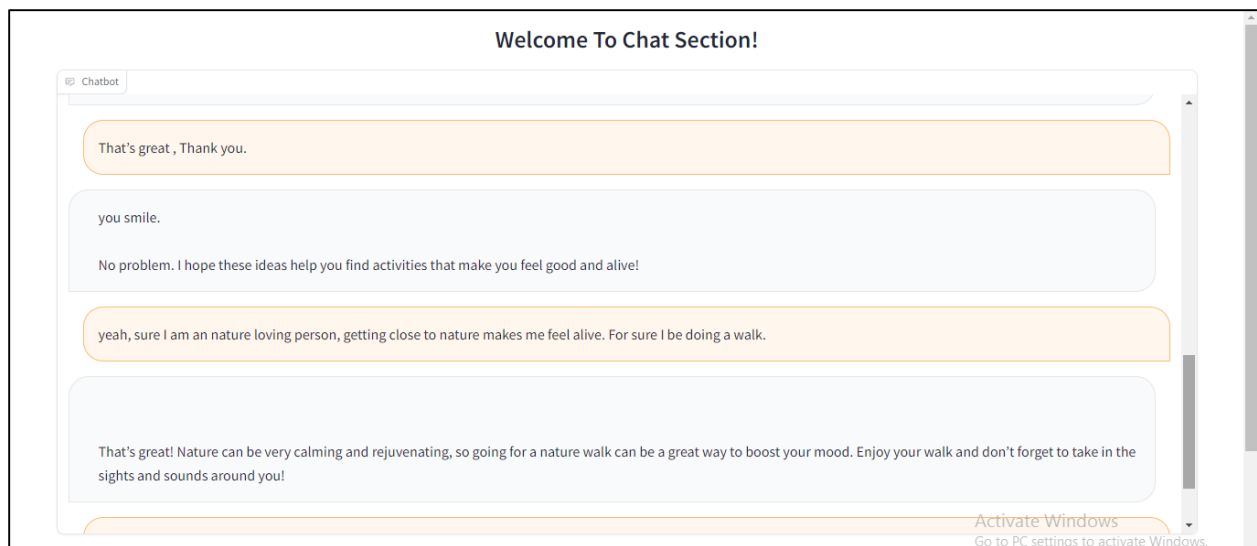 Welcome To Chat Section!
Chatbot
That’s great , Thank you.
you smile.
No problem. I hope these ideas help you find activities that make you feel good and alive!
yeah, sure I am an nature loving person, getting close to nature makes me feel alive. For sure I be doing a walk.
That’s great! Nature can be very calming and rejuvenating, so going for a nature walk can be a great way to boost your mood. Enjoy your walk and don’t forget to take in the
sights and sounds around you!
Activate Windows
Go to PC settings to activate Windows.